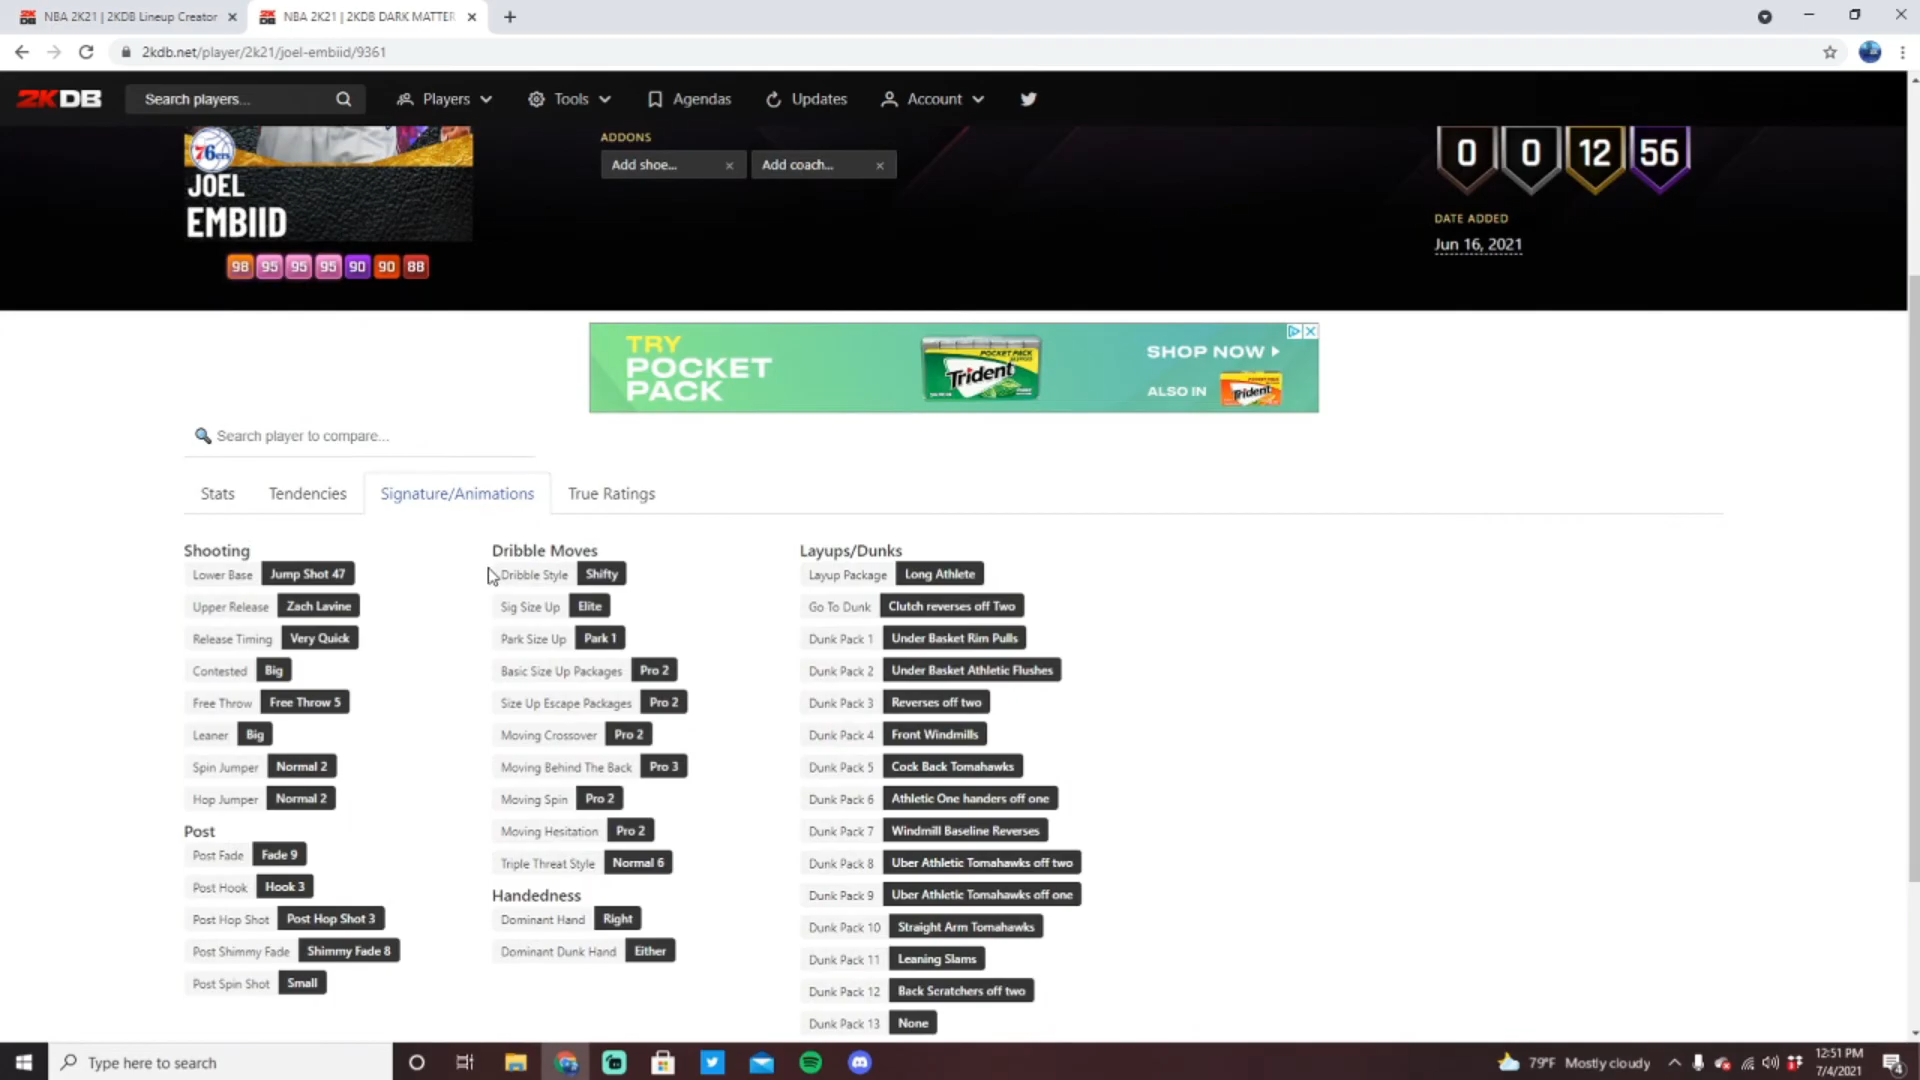 NBA 2K21 | 2KDB Lineup Creator
NBA 2K21 | 2KDB DARK MATTER
2kdb.net/player/2k21/joel-embiid/9361
2KDB
Search players...
Players
Tools
Agendas
Updates
Account
76ers
JOEL
EMBIID
98 95 95 95 90 90 88
ADDONS
Add shoe... ×
Add coach... ×
0 0 12 56
DATE ADDED
Jun 16, 2021
TRY
POCKET
PACK
POCKET PACK
Trident
SHOP NOW
ALSO IN
Trident
Search player to compare...
Stats
Tendencies
Signature/Animations
True Ratings
Shooting
Lower Base Jump Shot 47
Upper Release Zach Lavine
Release Timing Very Quick
Contested Big
Free Throw Free Throw 5
Leaner Big
Spin Jumper Normal 2
Hop Jumper Normal 2
Post
Post Fade Fade 9
Post Hook Hook 3
Post Hop Shot Post Hop Shot 3
Post Shimmy Fade Shimmy Fade 8
Post Spin Shot Small
Dribble Moves
Dribble Style Shifty
Sig Size Up Elite
Park Size Up Park 1
Basic Size Up Packages Pro 2
Size Up Escape Packages Pro 2
Moving Crossover Pro 2
Moving Behind The Back Pro 3
Moving Spin Pro 2
Moving Hesitation Pro 2
Triple Threat Style Normal 6
Handedness
Dominant Hand Right
Dominant Dunk Hand Either
Layups/Dunks
Layup Package Long Athlete
Go To Dunk Clutch reverses off Two
Dunk Pack 1 Under Basket Rim Pulls
Dunk Pack 2 Under Basket Athletic Flushes
Dunk Pack 3 Reverses off two
Dunk Pack 4 Front Windmills
Dunk Pack 5 Cock Back Tomahawks
Dunk Pack 6 Athletic One handers off one
Dunk Pack 7 Windmill Baseline Reverses
Dunk Pack 8 Uber Athletic Tomahawks off two
Dunk Pack 9 Uber Athletic Tomahawks off one
Dunk Pack 10 Straight Arm Tomahawks
Dunk Pack 11 Leaning Slams
Dunk Pack 12 Back Scratchers off two
Dunk Pack 13 None
Type here to search
79°F Mostly cloudy
12:51 PM
7/4/2021
4